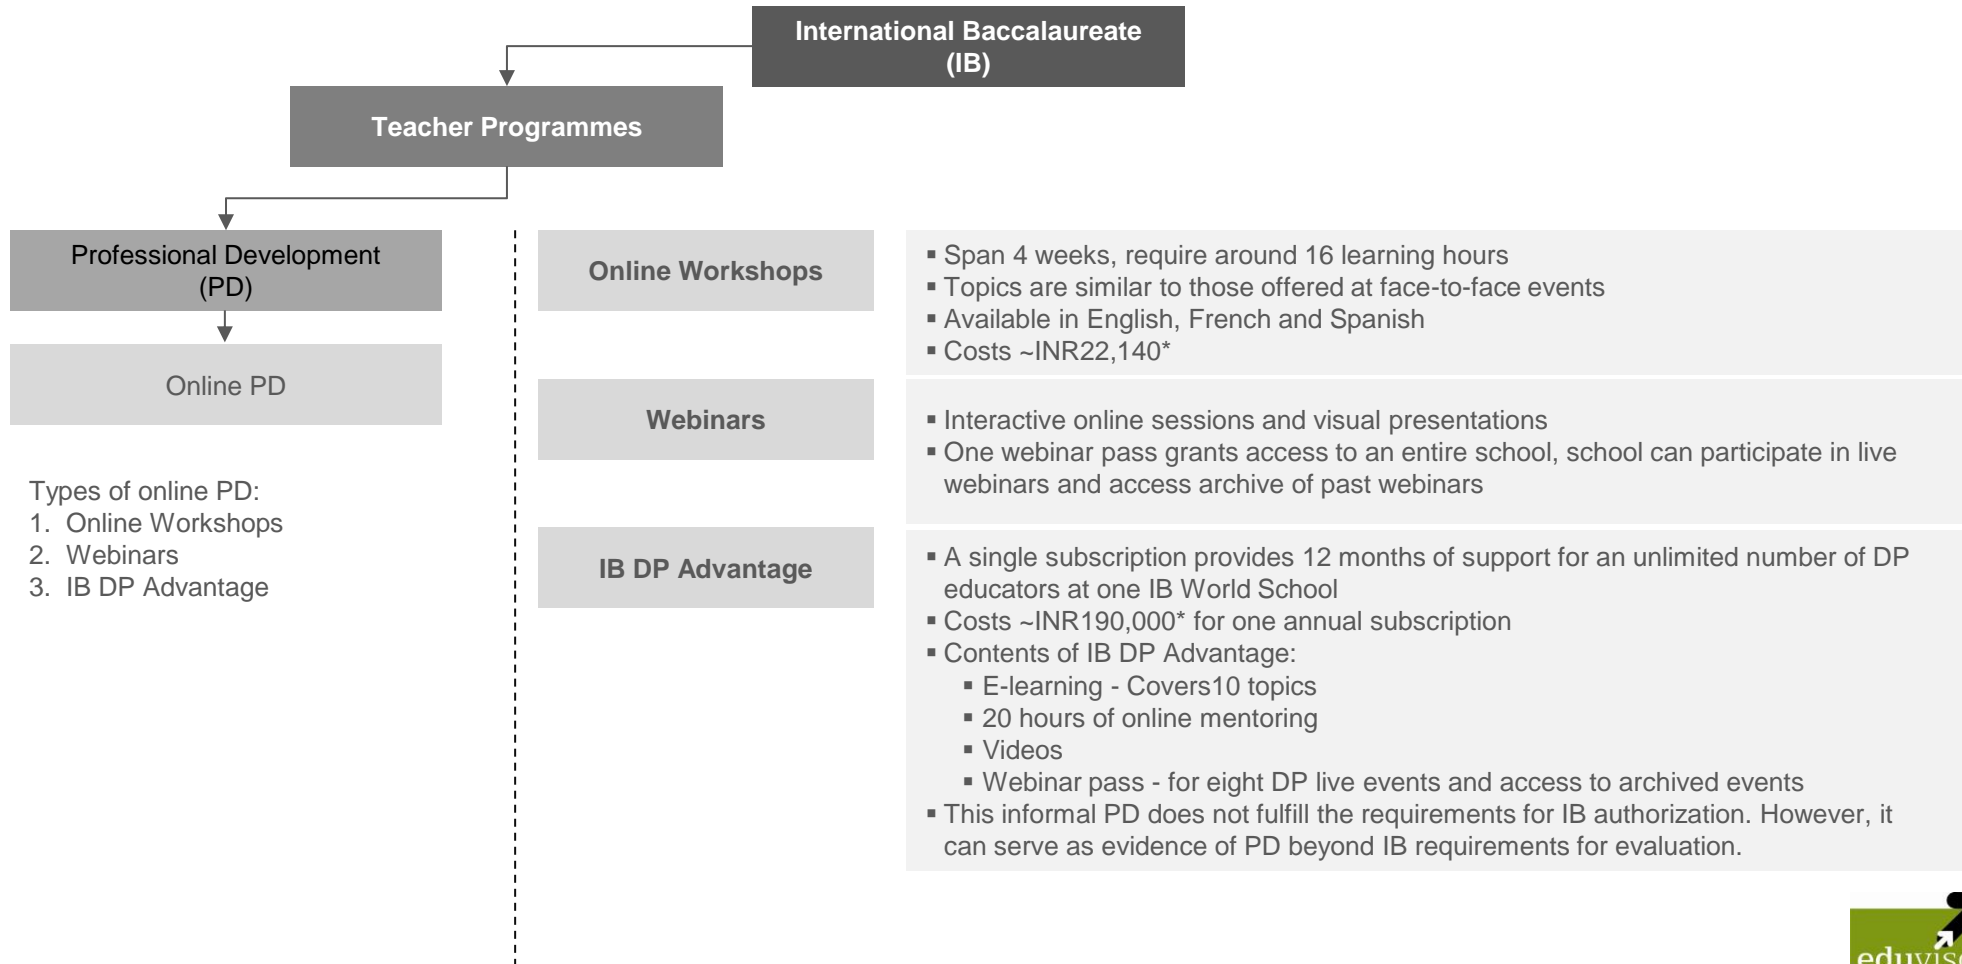 International Baccalaureate
(IB)
Teacher Programmes
Professional Development
(PD)
Online PD
Types of online PD:
1. Online Workshops
2. Webinars
3. IB DP Advantage
Online Workshops
▪ Span 4 weeks, require around 16 learning hours
▪ Topics are similar to those offered at face-to-face events
▪ Available in English, French and Spanish
▪ Costs ~INR22,140*
Webinars
▪ Interactive online sessions and visual presentations
▪ One webinar pass grants access to an entire school, school can participate in live
webinars and access archive of past webinars
IB DP Advantage
▪ A single subscription provides 12 months of support for an unlimited number of DP
educators at one IB World School
▪ Costs ~INR190,000* for one annual subscription
▪ Contents of IB DP Advantage:
▪ E-learning - Covers10 topics
▪ 20 hours of online mentoring
▪ Videos
▪ Webinar pass - for eight DP live events and access to archived events
▪ This informal PD does not fulfill the requirements for IB authorization. However, it
can serve as evidence of PD beyond IB requirements for evaluation.